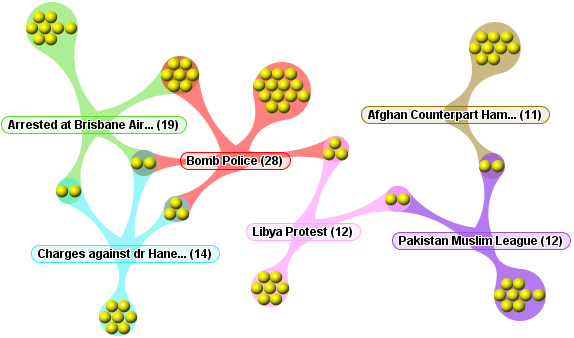 Afghan Counterpart Ham... (11)
Arrested at Brisbane Air... (19)
Bomb Police (28)
Libya Protest (12)
Pakistan Muslim League (12)
Charges against dr Hane... (14)